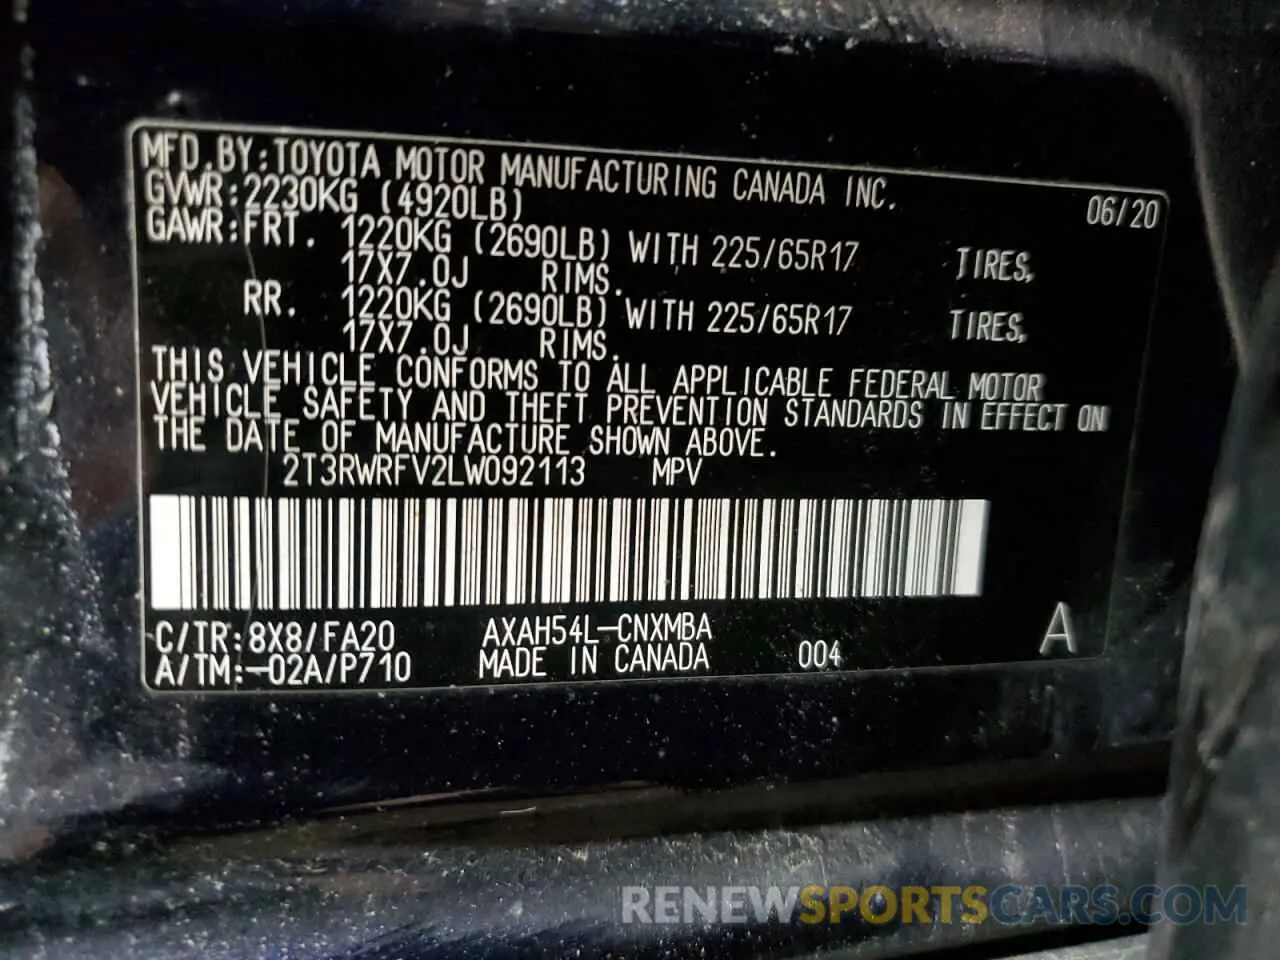 MFD.BY:TOYOTA MOTOR MANUFACTURING CANADA INC.
GVWR:2230KG (4920LB) 06/20
GAWR:FRT. 1220KG (2690LB) WITH 225/65R17 TIRES,
17X7.0J RIMS.
RR. 1220KG (2690LB) WITH 225/65R17 TIRES,
17X7.0J RIMS.
THIS VEHICLE CONFORMS TO ALL APPLICABLE FEDERAL MOTOR
VEHICLE SAFETY AND THEFT PREVENTION STANDARDS IN EFFECT ON
THE DATE OF MANUFACTURE SHOWN ABOVE.
2T3RWRFV2LW092113 MPV
C/TR:8X8/FA20 AXAH54L-CNXMBA A
A/TM:-02A/P710 MADE IN CANADA 004
RENEWSPORTSCARS.COM